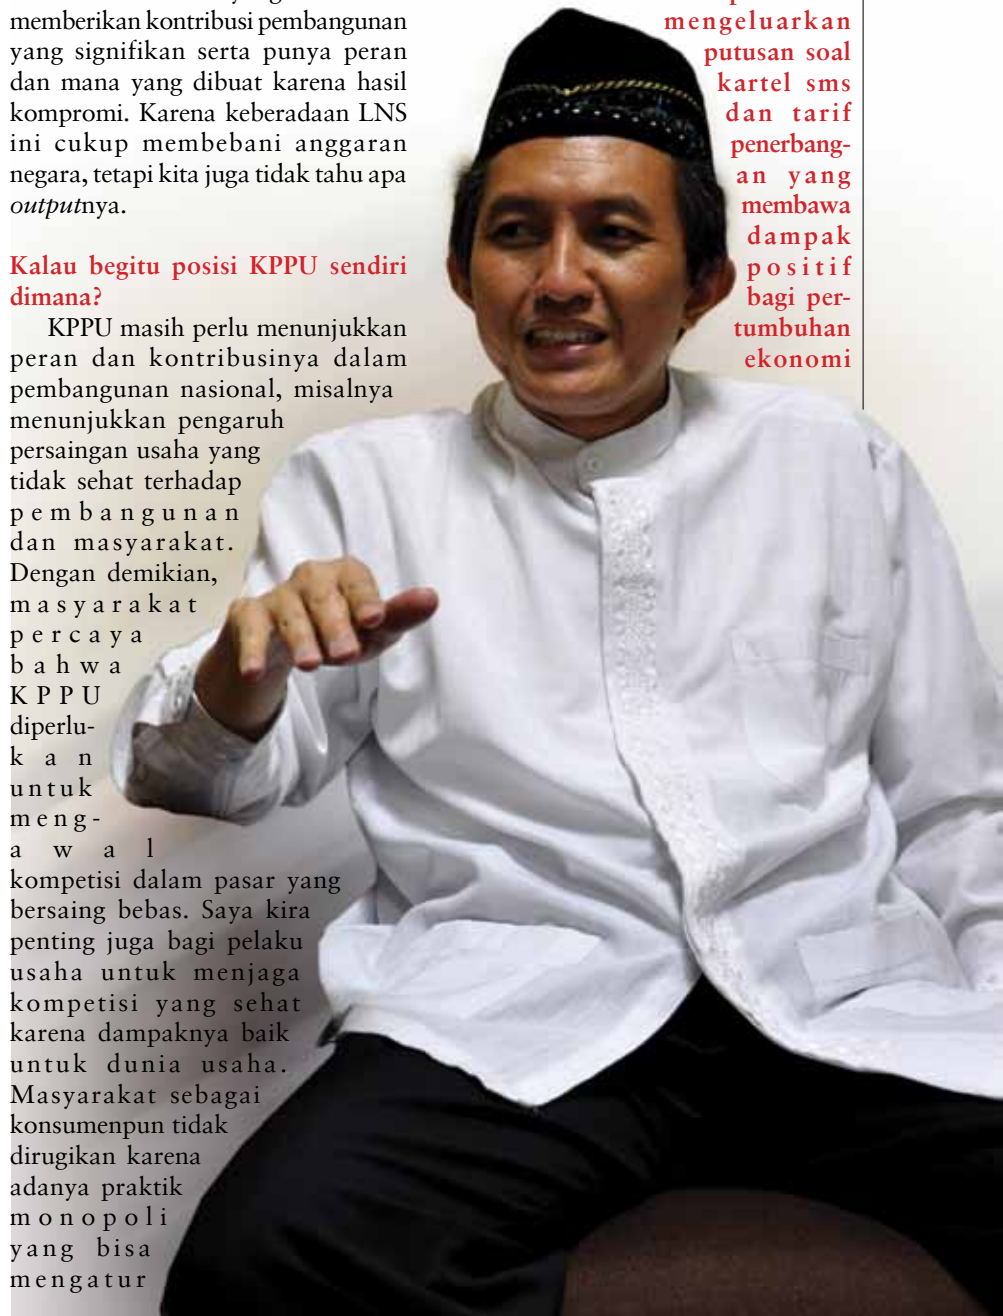 memberikan kontribusi pembangunan
yang signifikan serta punya peran
dan mana yang dibuat karena hasil
kompromi. Karena keberadaan LNS
ini cukup membebani anggaran
negara, tetapi kita juga tidak tahu apa
outputnya.
Kalau begitu posisi KPPU sendiri
dimana?
KPPU masih perlu menunjukkan
peran dan kontribusinya dalam
pembangunan nasional, misalnya
menunjukkan pengaruh
persaingan usaha yang
tidak sehat terhadap
pembangunan
dan masyarakat.
Dengan demikian,
masyarakat
percaya
bahwa
KPPU
diperlu-
kan
untuk
meng-
awal
kompetisi dalam pasar yang
bersaing bebas. Saya kira
penting juga bagi pelaku
usaha untuk menjaga
kompetisi yang sehat
karena dampaknya baik
untuk dunia usaha.
Masyarakat sebagai
konsumenpun tidak
dirugikan karena
adanya praktik
monopoli
yang bisa
mengatur
mengeluarkan
putusan soal
kartel sms
dan tarif
penerbang-
an yang
membawa
dampak
positif
bagi per-
tumbuhan
ekonomi